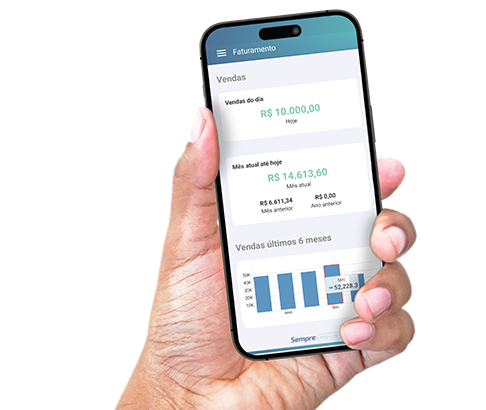 Faturamento
Vendas
Vendas do dia
R$ 10.000,00
Hoje
Mês atual até hoje
R$ 14.613,60
Mês atual
R$ 6.611,34 R$ 0,00
Mês anterior Ano anterior
Vendas últimos 6 meses
50K
40K
30K
20K
10K
52,228.3
Sempre